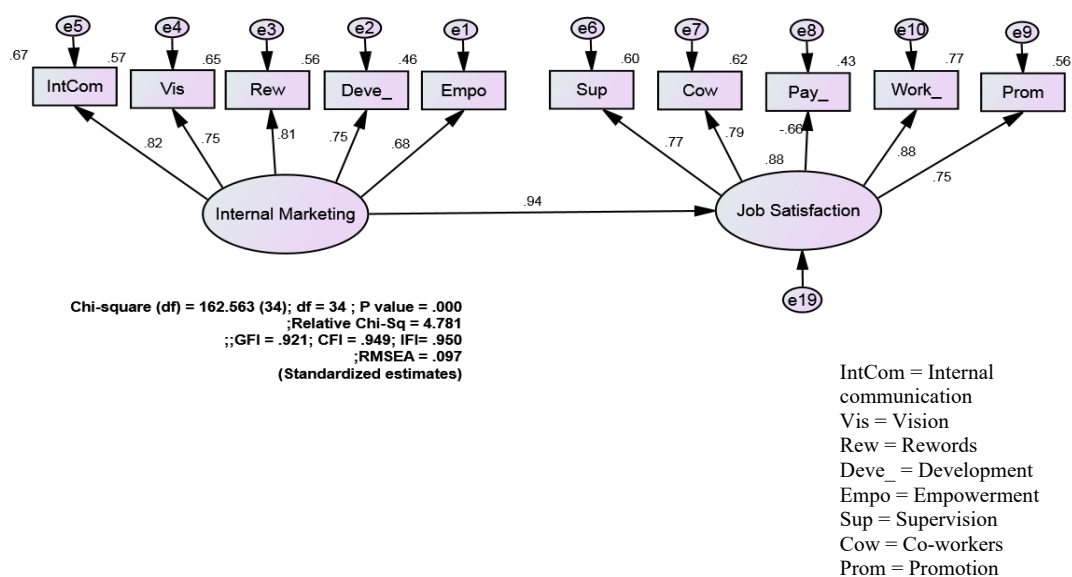 e5 e4 e3 e2 e1 e6 e7 e8 e10 e9
.67 .57 .65 .56 .46 .60 .62 .43 .77 .56
IntCom Vis Rew Deve_ Empo Sup Cow Pay_ Work_ Prom
.82 .75 .81 .75 .68 .77 .79 -.66 .88 .75
.88
Internal Marketing .94 Job Satisfaction
e19
Chi-square (df) = 162.563 (34); df = 34 ; P value = .000
;Relative Chi-Sq = 4.781
;;GFI = .921; CFI = .949; IFI= .950
;RMSEA = .097
(Standardized estimates)
IntCom = Internal
communication
Vis = Vision
Rew = Rewords
Deve_ = Development
Empo = Empowerment
Sup = Supervision
Cow = Co-workers
Prom = Promotion